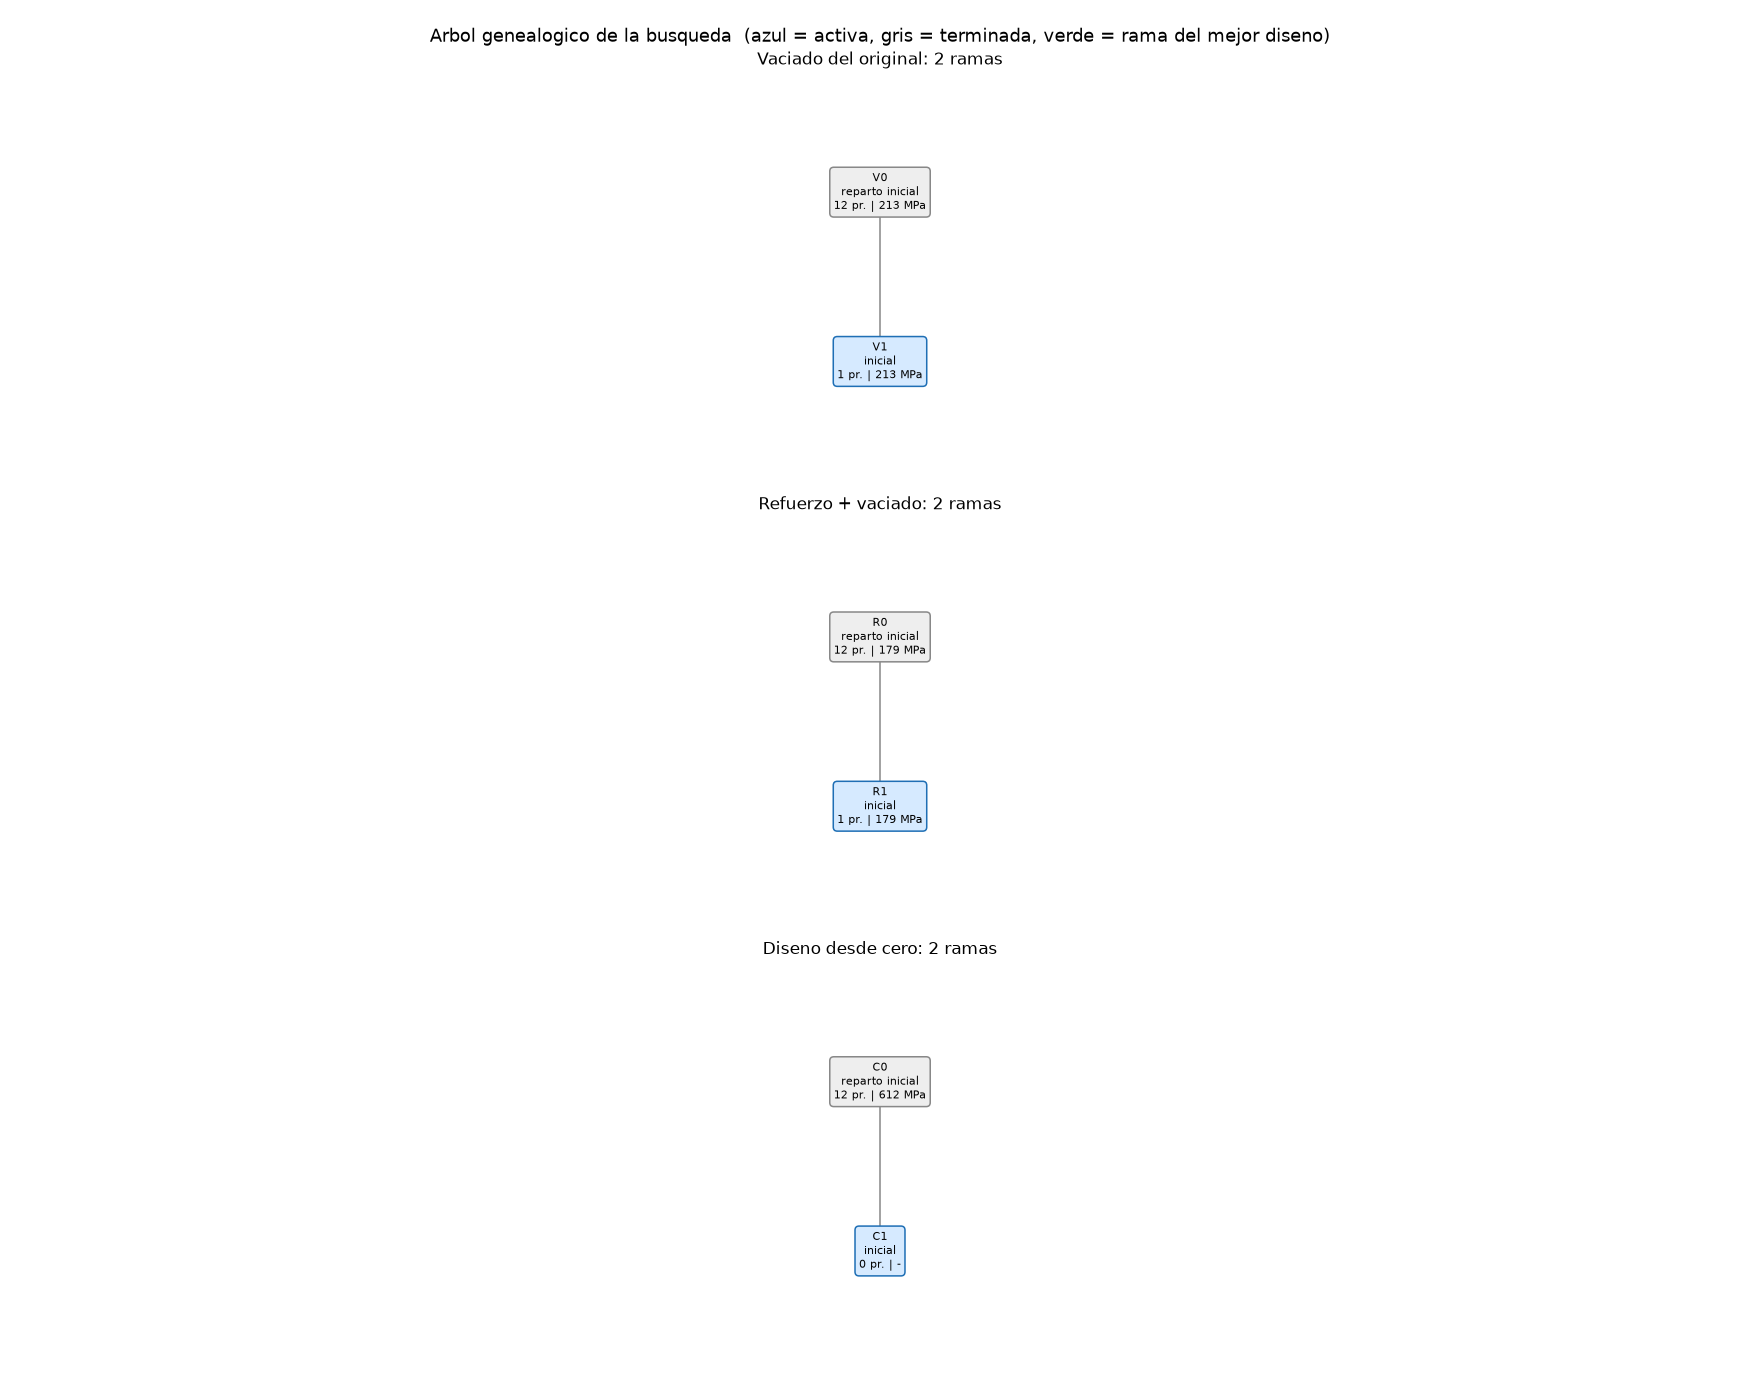 Arbol genealogico de la busqueda  (azul = activa, gris = terminada, verde = rama del mejor diseno)
Vaciado del original: 2 ramas
V0
reparto inicial
12 pr. | 213 MPa
V1
inicial
1 pr. | 213 MPa
Refuerzo + vaciado: 2 ramas
R0
reparto inicial
12 pr. | 179 MPa
R1
inicial
1 pr. | 179 MPa
Diseno desde cero: 2 ramas
C0
reparto inicial
12 pr. | 612 MPa
C1
inicial
0 pr. | -